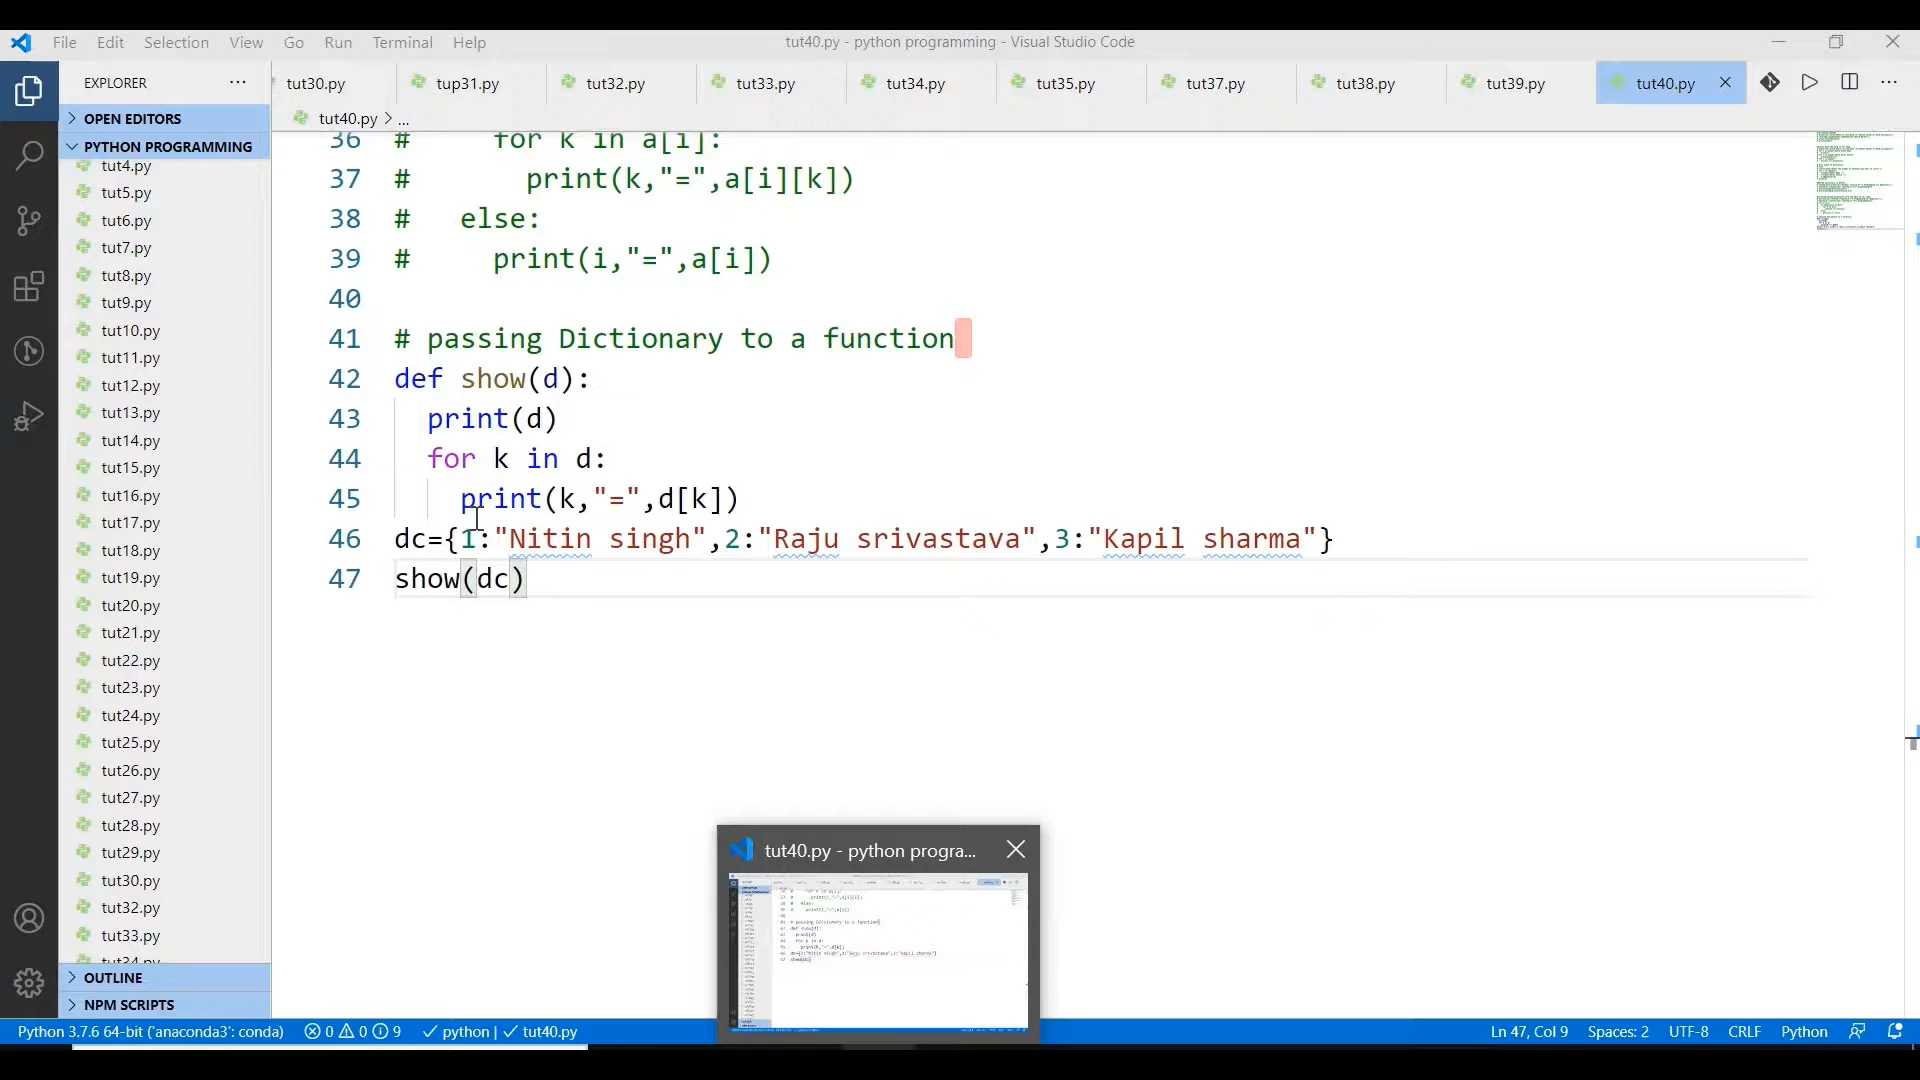 File Edit Selection View Go Run Terminal Help
tut40.py - python programming - Visual Studio Code
EXPLORER
tut30.py tup31.py tut32.py tut33.py tut34.py tut35.py tut37.py tut38.py tut39.py tut40.py
OPEN EDITORS
tut40.py > ...
PYTHON PROGRAMMING
tut4.py
tut5.py
tut6.py
tut7.py
tut8.py
tut9.py
tut10.py
tut11.py
tut12.py
tut13.py
tut14.py
tut15.py
tut16.py
tut17.py
tut18.py
tut19.py
tut20.py
tut21.py
tut22.py
tut23.py
tut24.py
tut25.py
tut26.py
tut27.py
tut28.py
tut29.py
tut30.py
tut32.py
tut33.py
tut34.py
OUTLINE
NPM SCRIPTS
36 #     for k in a[i]:
37 #       print(k,"=",a[i][k])
38 #   else:
39 #     print(i,"=",a[i])
40
41 # passing Dictionary to a function
42 def show(d):
43   print(d)
44   for k in d:
45     print(k,"=",d[k])
46 dc={1:"Nitin singh",2:"Raju srivastava",3:"Kapil sharma"}
47 show(dc)
tut40.py - python progra...
Python 3.7.6 64-bit ('anaconda3': conda) 0 0 9 python | tut40.py Ln 47, Col 9 Spaces: 2 UTF-8 CRLF Python